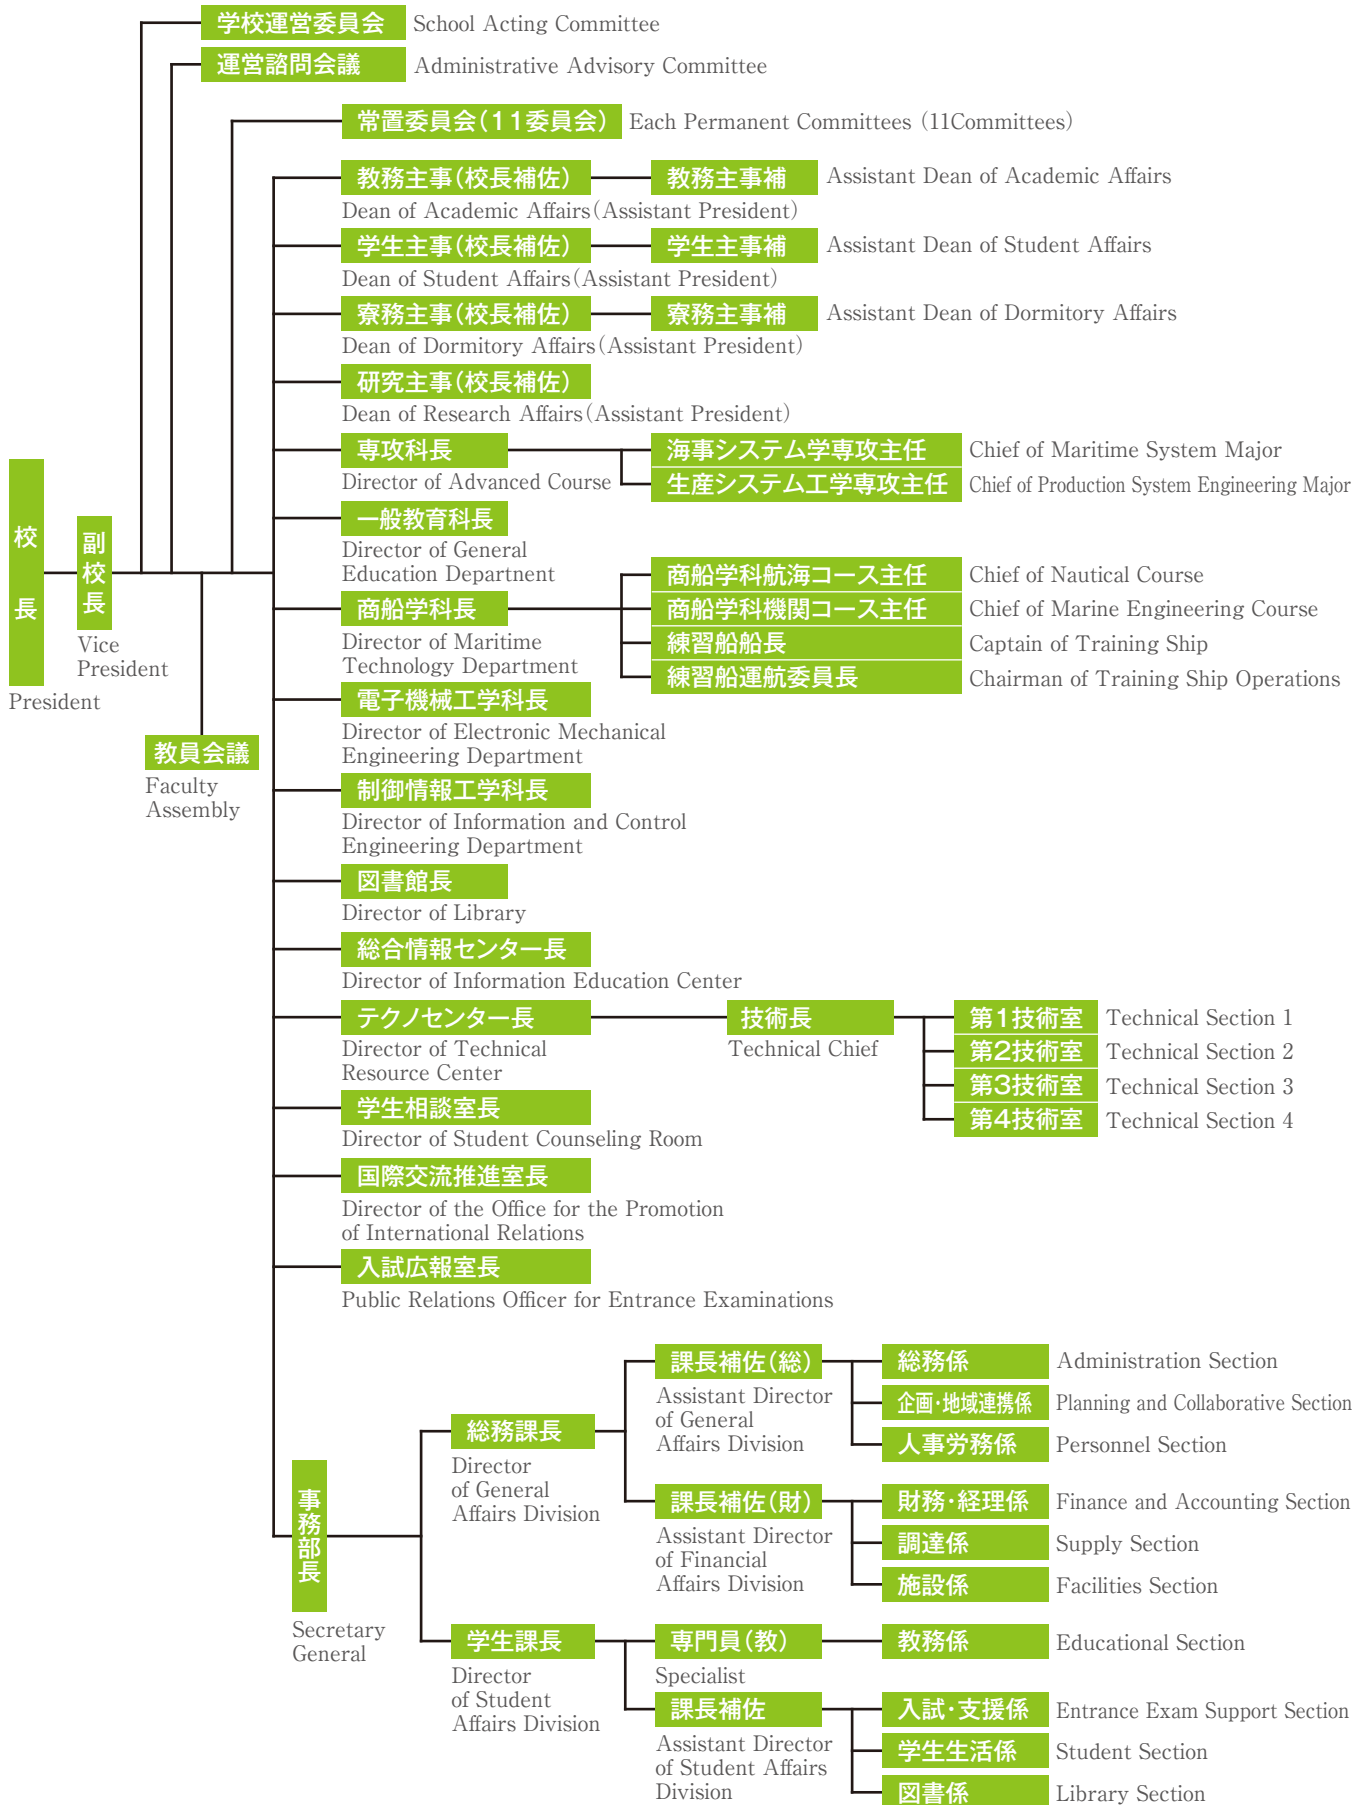 学校運営委員会 School Acting Committee
運営諮問会議 Administrative Advisory Committee
常置委員会（11委員会） Each Permanent Committees (11Committees)
教務主事（校長補佐） 教務主事補 Assistant Dean of Academic Affairs
Dean of Academic Affairs（Assistant President）
学生主事（校長補佐） 学生主事補 Assistant Dean of Student Affairs
Dean of Student Affairs（Assistant President）
寮務主事（校長補佐） 寮務主事補 Assistant Dean of Dormitory Affairs
Dean of Dormitory Affairs（Assistant President）
研究主事（校長補佐）
Dean of Research Affairs（Assistant President）
専攻科長 海事システム学専攻主任 Chief of Maritime System Major
Director of Advanced Course 生産システム工学専攻主任 Chief of Production System Engineering Major
校長
President
副校長
Vice
President
一般教育科長
Director of General
Education Departnent
商船学科長
Director of Maritime
Technology Department
商船学科航海コース主任 Chief of Nautical Course
商船学科機関コース主任 Chief of Marine Engineering Course
練習船船長 Captain of Training Ship
練習船運航委員長 Chairman of Training Ship Operations
教員会議
Faculty
Assembly
電子機械工学科長
Director of Electronic Mechanical
Engineering Department
制御情報工学科長
Director of Information and Control
Engineering Department
図書館長
Director of Library
総合情報センター長
Director of Information Education Center
テクノセンター長
Director of Technical
Resource Center
技術長
Technical Chief
第1技術室 Technical Section 1
第2技術室 Technical Section 2
第3技術室 Technical Section 3
第4技術室 Technical Section 4
学生相談室長
Director of Student Counseling Room
国際交流推進室長
Director of the Office for the Promotion
of International Relations
入試広報室長
Public Relations Officer for Entrance Examinations
事務部長
Secretary
General
総務課長
Director
of General
Affairs Division
課長補佐（総）
Assistant Director
of General
Affairs Division
総務係 Administration Section
企画・地域連携係 Planning and Collaborative Section
人事労務係 Personnel Section
課長補佐（財）
Assistant Director
of Financial
Affairs Division
財務・経理係 Finance and Accounting Section
調達係 Supply Section
施設係 Facilities Section
学生課長
Director
of Student
Affairs Division
専門員（教）
Specialist
教務係 Educational Section
課長補佐
Assistant Director
of Student Affairs
Division
入試・支援係 Entrance Exam Support Section
学生生活係 Student Section
図書係 Library Section